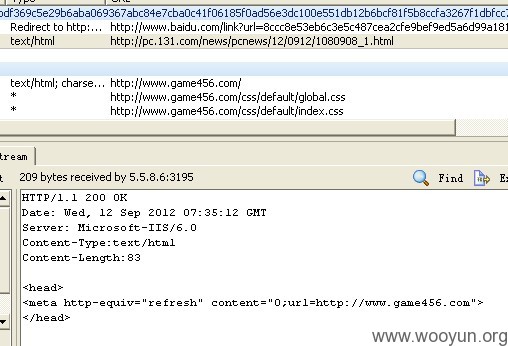 Redirect to http:... http://www.baidu.com/link?url=8ccc8e53eb6c3e5c487cea2cfe9bef9ed5a6d99a181
text/html http://pc.131.com/news/pcnews/12/0912/1080908_1.html
text/html; charse... http://www.game456.com/
* http://www.game456.com/css/default/global.css
* http://www.game456.com/css/default/index.css
tream
209 bytes received by 5.5.8.6:3195
Find
HTTP/1.1 200 OK
Date: Wed, 12 Sep 2012 07:35:12 GMT
Server: Microsoft-IIS/6.0
Content-Type:text/html
Content-Length:83
<head>
<meta http-equiv="refresh" content="0;url=http://www.game456.com">
</head>
www.wooyun.org